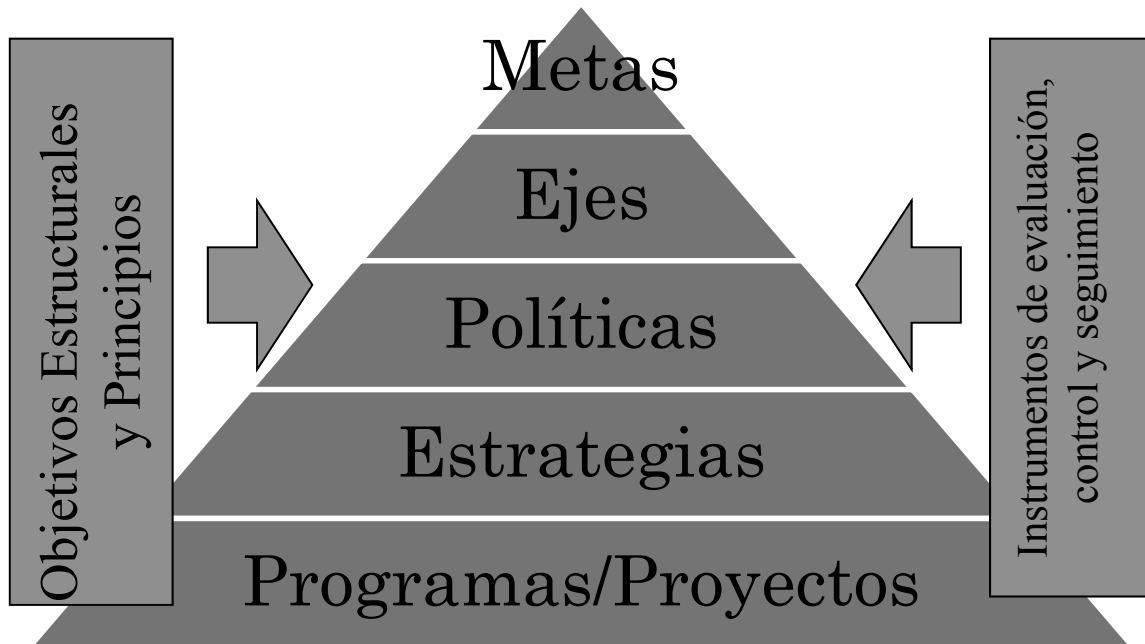 Objetivos Estructurales
y Principios
Metas
Ejes
Políticas
Estrategias
Programas/Proyectos
Instrumentos de evaluación,
control y seguimiento